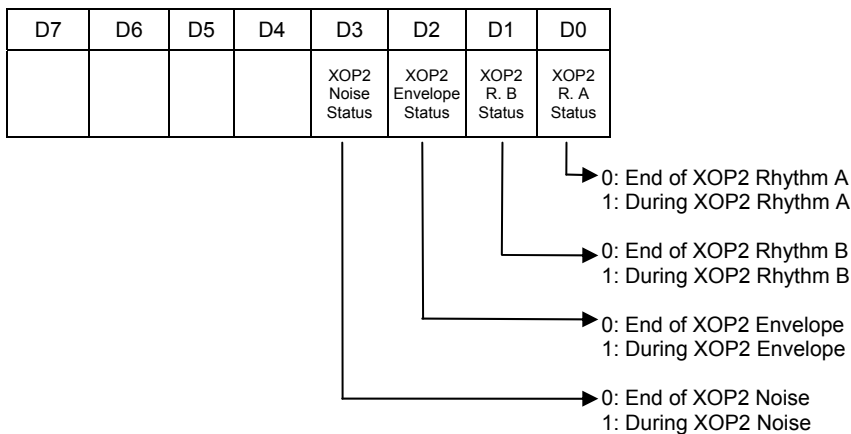 D7 D6 D5 D4 D3 D2 D1 D0
XOP2 Noise Status
XOP2 Envelope Status
XOP2 R. B Status
XOP2 R. A Status
0: End of XOP2 Rhythm A
1: During XOP2 Rhythm A
0: End of XOP2 Rhythm B
1: During XOP2 Rhythm B
0: End of XOP2 Envelope
1: During XOP2 Envelope
0: End of XOP2 Noise
1: During XOP2 Noise